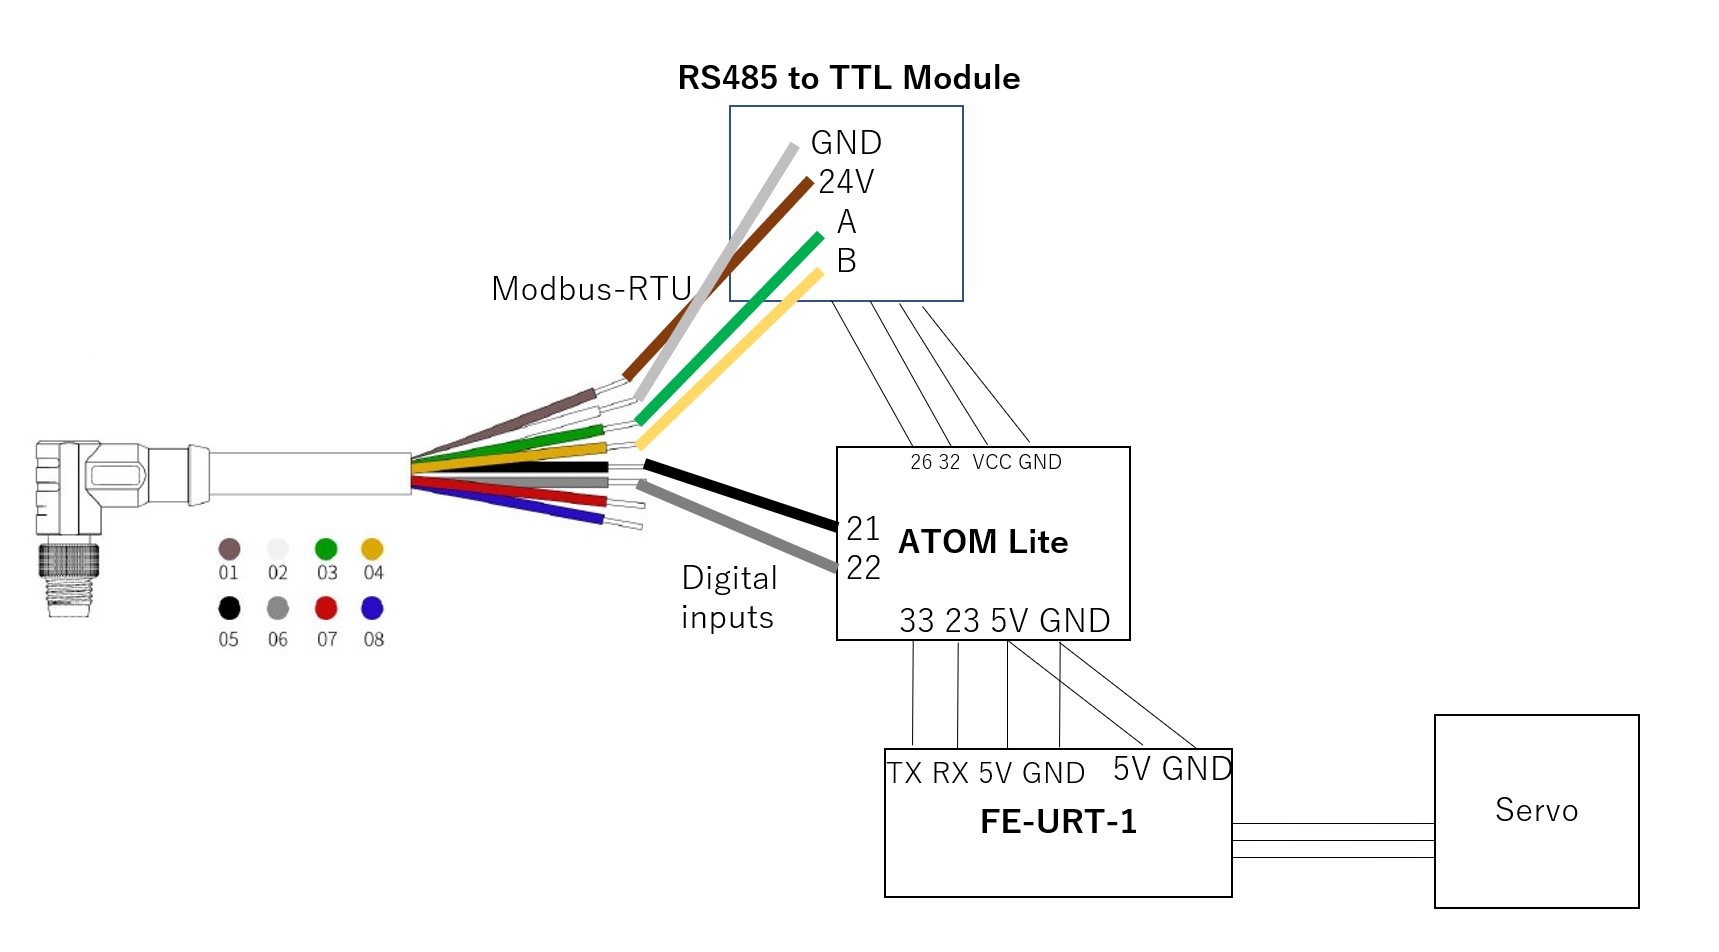 RS485 to TTL Module
GND
24V
A
B
Modbus-RTU
26 32 VCC GND
21
22
ATOM Lite
Digital
inputs
01 02 03 04
05 06 07 08
33 23 5V GND
TX RX 5V GND 5V GND
FE-URT-1
Servo